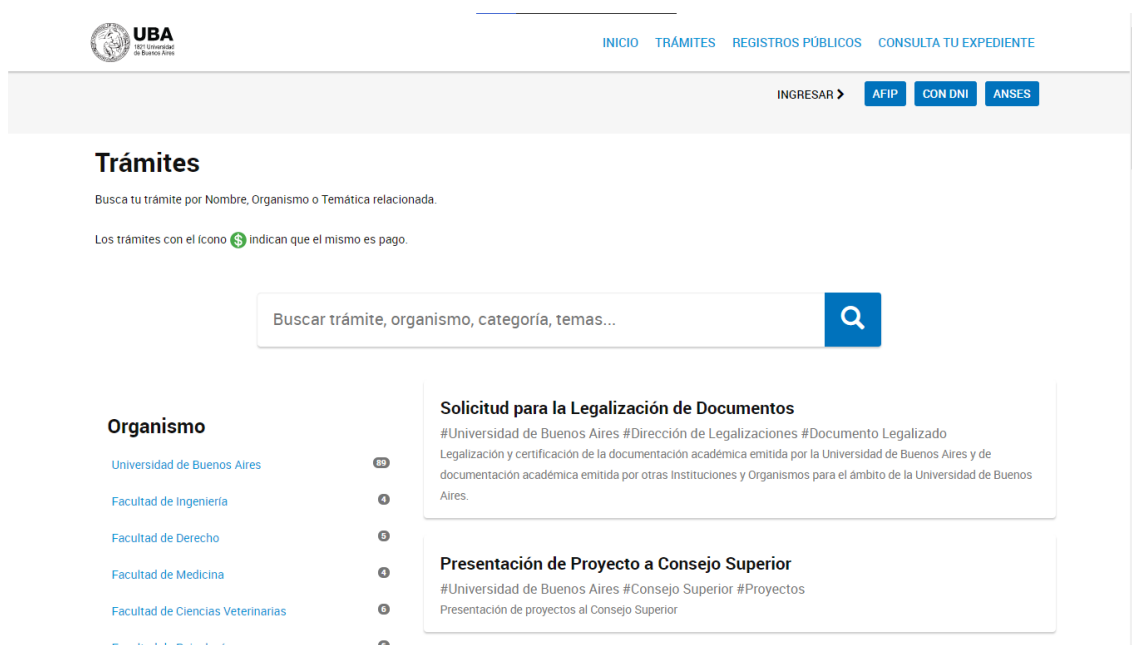 UBA
1821 Universidad
de Buenos Aires
INICIO TRÁMITES REGISTROS PÚBLICOS CONSULTA TU EXPEDIENTE
INGRESAR AFIP CON DNI ANSES
Trámites
Busca tu trámite por Nombre, Organismo o Temática relacionada.
Los trámites con el ícono $ indican que el mismo es pago.
Buscar trámite, organismo, categoría, temas...
Organismo
Universidad de Buenos Aires 89
Facultad de Ingeniería 4
Facultad de Derecho 5
Facultad de Medicina 4
Facultad de Ciencias Veterinarias 6
Solicitud para la Legalización de Documentos
#Universidad de Buenos Aires #Dirección de Legalizaciones #Documento Legalizado
Legalización y certificación de la documentación académica emitida por la Universidad de Buenos Aires y de
documentación académica emitida por otras Instituciones y Organismos para el ámbito de la Universidad de Buenos
Aires.
Presentación de Proyecto a Consejo Superior
#Universidad de Buenos Aires #Consejo Superior #Proyectos
Presentación de proyectos al Consejo Superior